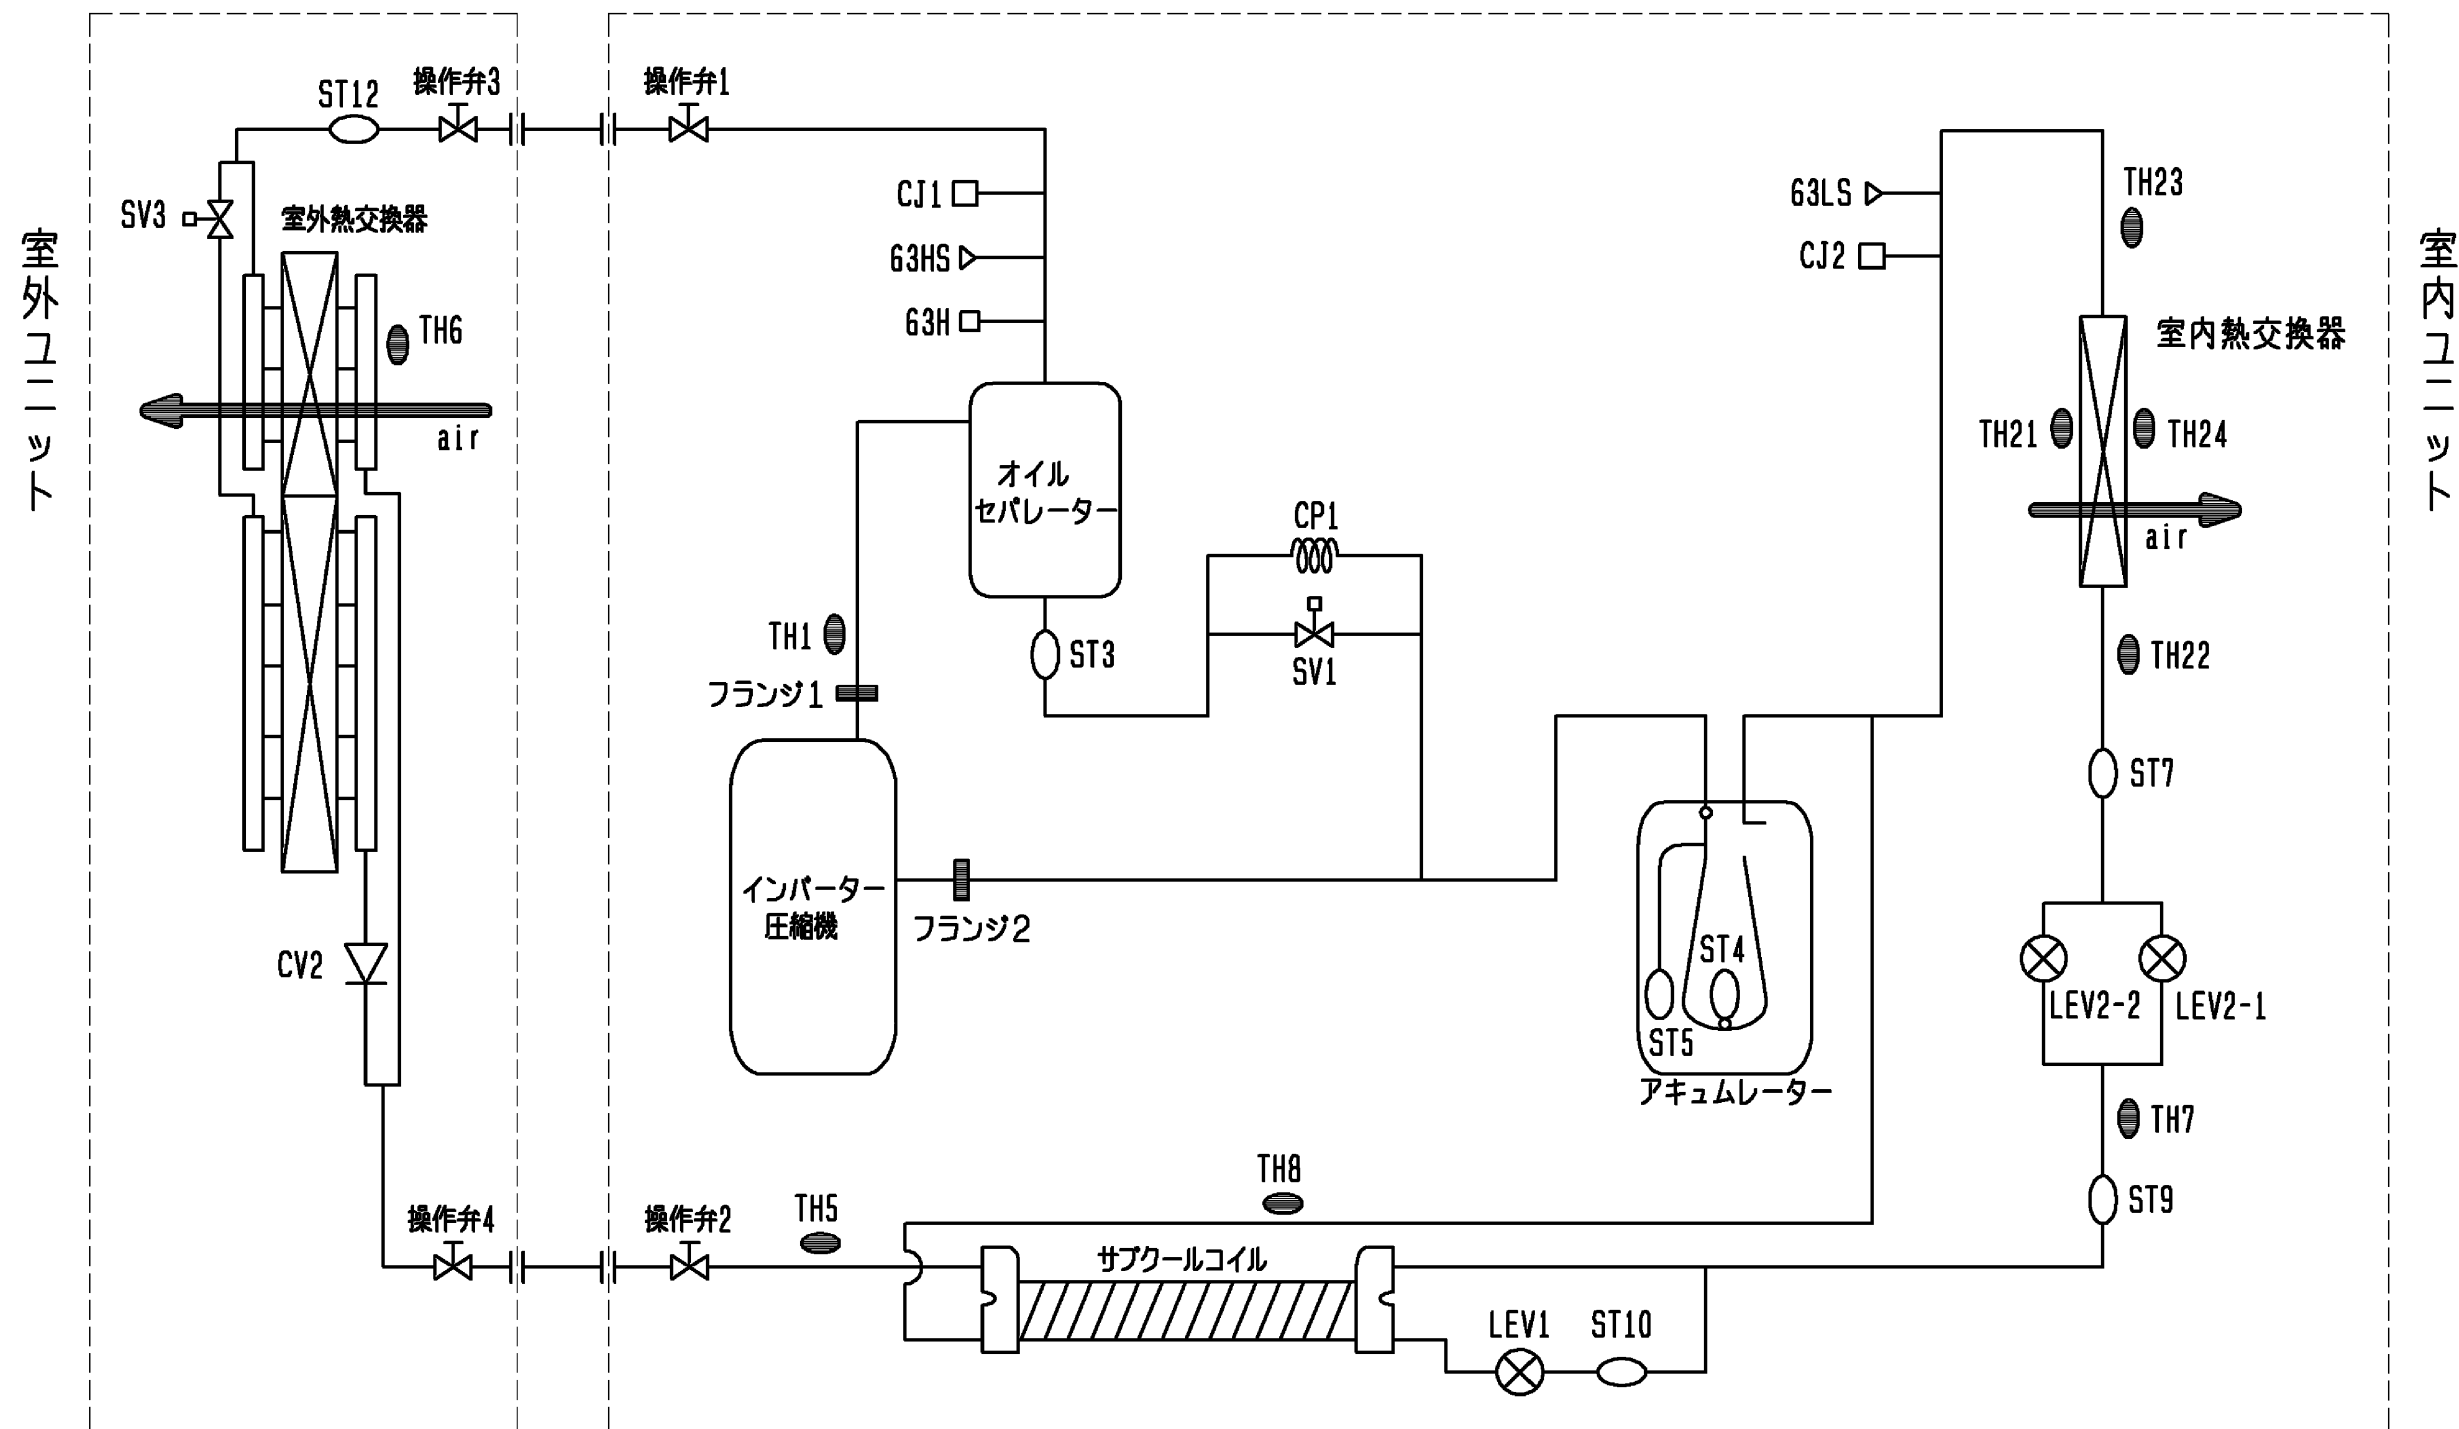 室外ユニット
ST12
操作弁3
操作弁1
SV3
室外熱交換器
TH6
air
CV2
操作弁4
操作弁2
CJ1
63HS
63H
オイル
セパレーター
TH1
フランジ1
ST3
CP1
SV1
インバーター
圧縮機
フランジ2
63LS
CJ2
TH23
室内熱交換器
TH21
TH24
air
TH22
ST7
ST4
ST5
アキュムレーター
LEV2-2
LEV2-1
TH7
ST9
TH5
TH8
サブクールコイル
LEV1
ST10
室内ユニット